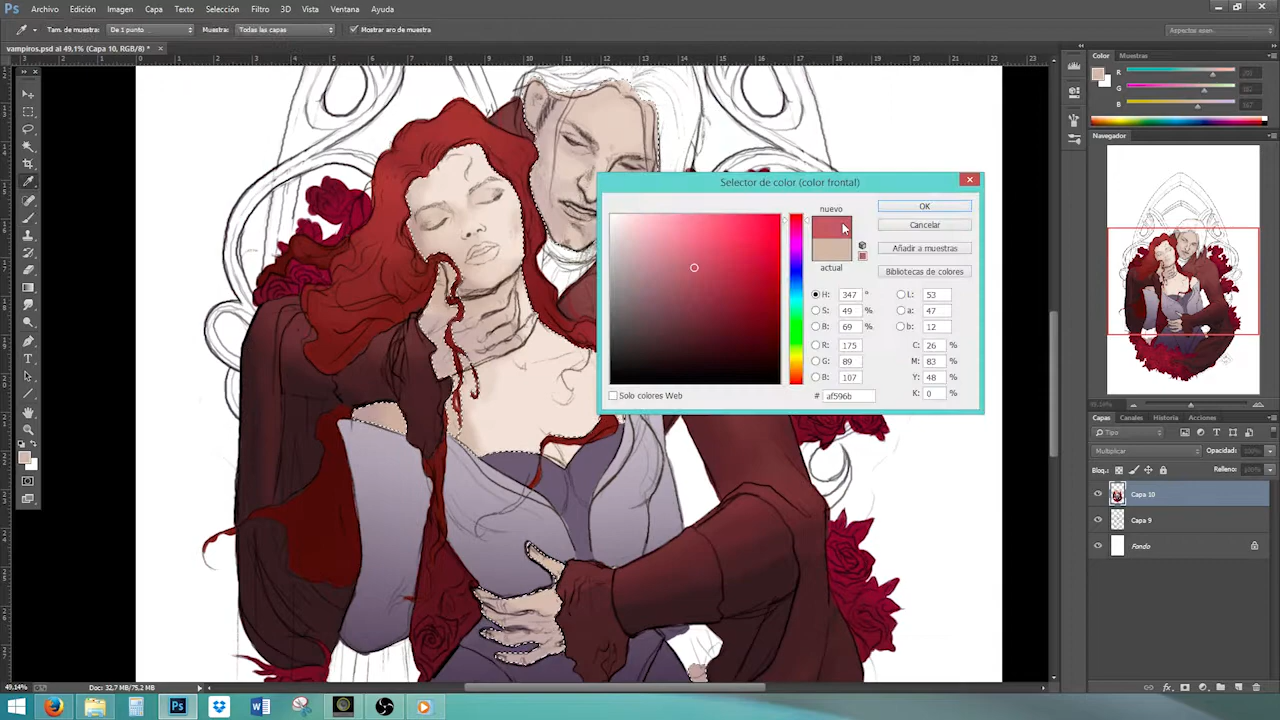 Ps Archivo Edición Imagen Capa Texto Selección Filtro 3D Vista Ventana Ayuda
Tam. de muestra: De 1 punto Muestra: Todas las capas Mostrar aro de muestra
vampiros.psd al 49,1% (Capa 10, RGB/8) *
Color Muestras
R
G
B
Navegador
Selector de color (color frontal)
nuevo
actual
OK
Cancelar
Añadir a muestras
Bibliotecas de colores
H: 347 ° L: 53
S: 49 % a: 47
B: 69 % b: 12
R: 175 C: 26 %
G: 89 M: 83 %
B: 107 Y: 48 %
# af596b K: 0 %
Solo colores Web
Capas Canales Historia Acciones
Tipo
Multiplicar Opacidad:
Bloq.: Relleno:
Capa 10
Capa 9
Fondo
49,14% Doc: 32,7 MB/75,2 MB
Ps